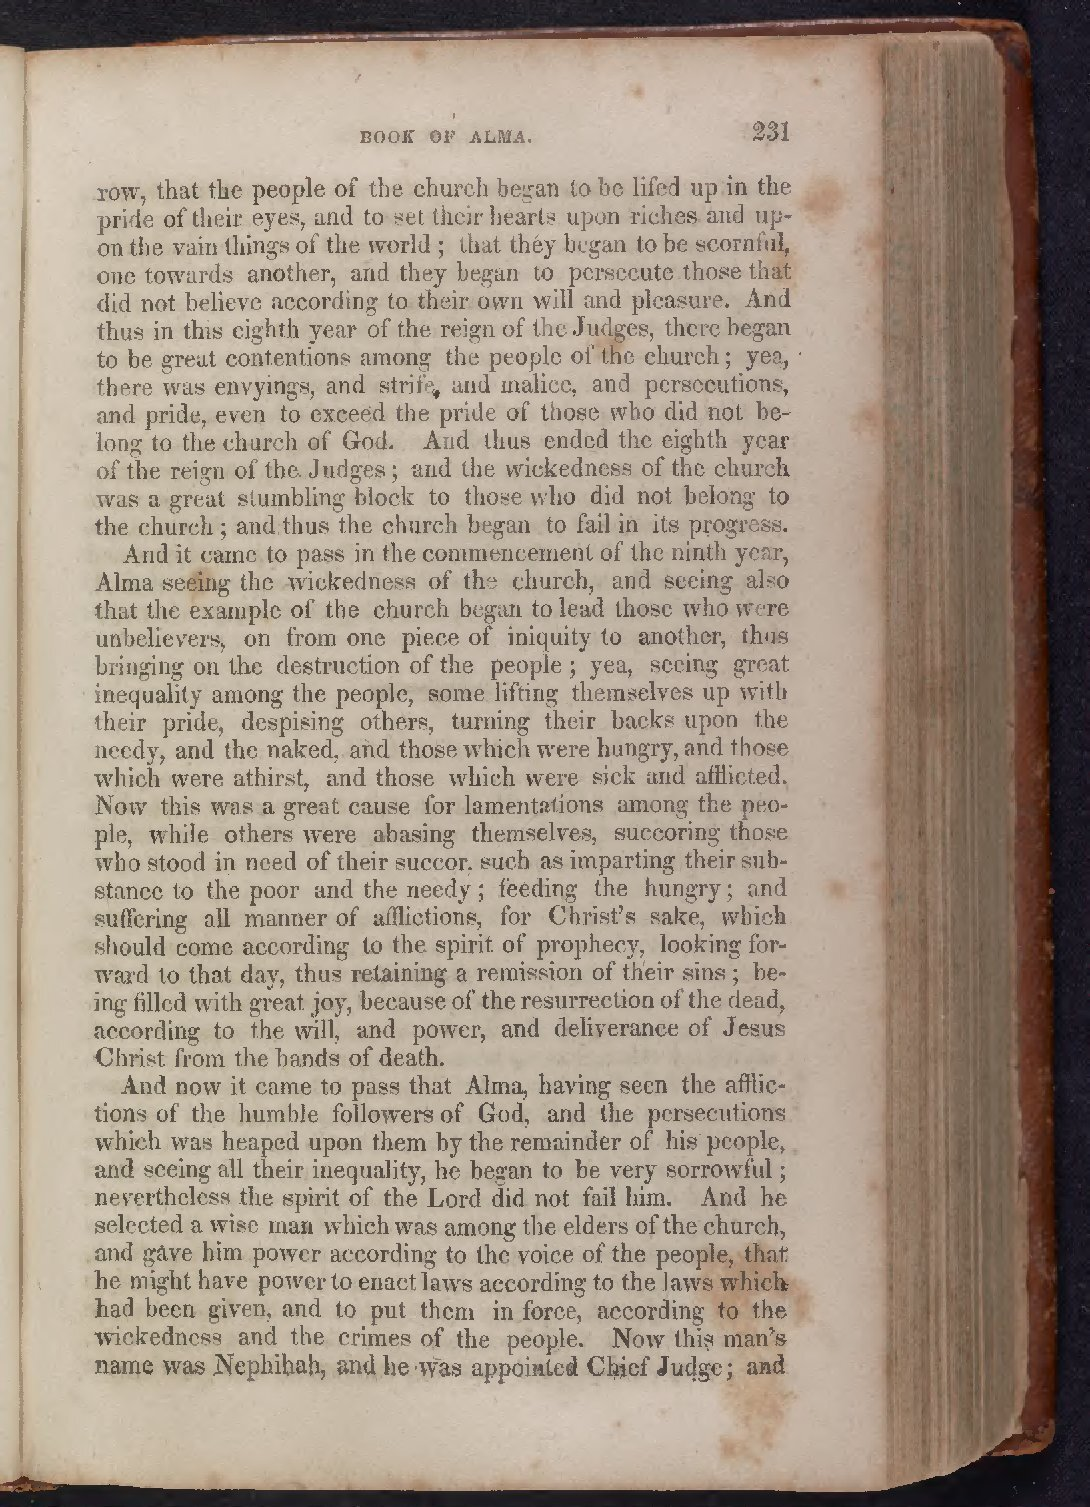 BOOK OF ALMA. 231
row, that the people of the church began to be lifed up in the
pride of their eyes, and to set their hearts upon riches and up-
on the vain things of the world ; that they began to be scornful,
one towards another, and they began to persecute those that
did not believe according to their own will and pleasure. And
thus in this eighth year of the reign of the Judges, there began
to be great contentions among the people of the church ; yea,
there was envyings, and strife, and malice, and persecutions,
and pride, even to exceed the pride of those who did not be-
long to the church of God. And thus ended the eighth year
of the reign of the Judges ; and the wickedness of the church
was a great stumbling block to those who did not belong to
the church ; and thus the church began to fail in its progress.
And it came to pass in the commencement of the ninth year,
Alma seeing the wickedness of the church, and seeing also
that the example of the church began to lead those who were
unbelievers, on from one piece of iniquity to another, thus
bringing on the destruction of the people ; yea, seeing great
inequality among the people, some lifting themselves up with
their pride, despising others, turning their backs upon the
needy, and the naked, and those which were hungry, and those
which were athirst, and those which were sick and afflicted.
Now this was a great cause for lamentations among the peo-
ple, while others were abasing themselves, succoring those
who stood in need of their succor, such as imparting their sub-
stance to the poor and the needy ; feeding the hungry ; and
suffering all manner of afflictions, for Christ's sake, which
should come according to the spirit of prophecy, looking for-
ward to that day, thus retaining a remission of their sins ; be-
ing filled with great joy, because of the resurrection of the dead,
according to the will, and power, and deliverance of Jesus
Christ from the bands of death.
And now it came to pass that Alma, having seen the afflic-
tions of the humble followers of God, and the persecutions
which was heaped upon them by the remainder of his people,
and seeing all their inequality, he began to be very sorrowful ;
nevertheless the spirit of the Lord did not fail him. And he
selected a wise man which was among the elders of the church,
and gave him power according to the voice of the people, that
he might have power to enact laws according to the laws which
had been given, and to put them in force, according to the
wickedness and the crimes of the people. Now this man's
name was Nephihah, and he was appointed Chief Judge ; and